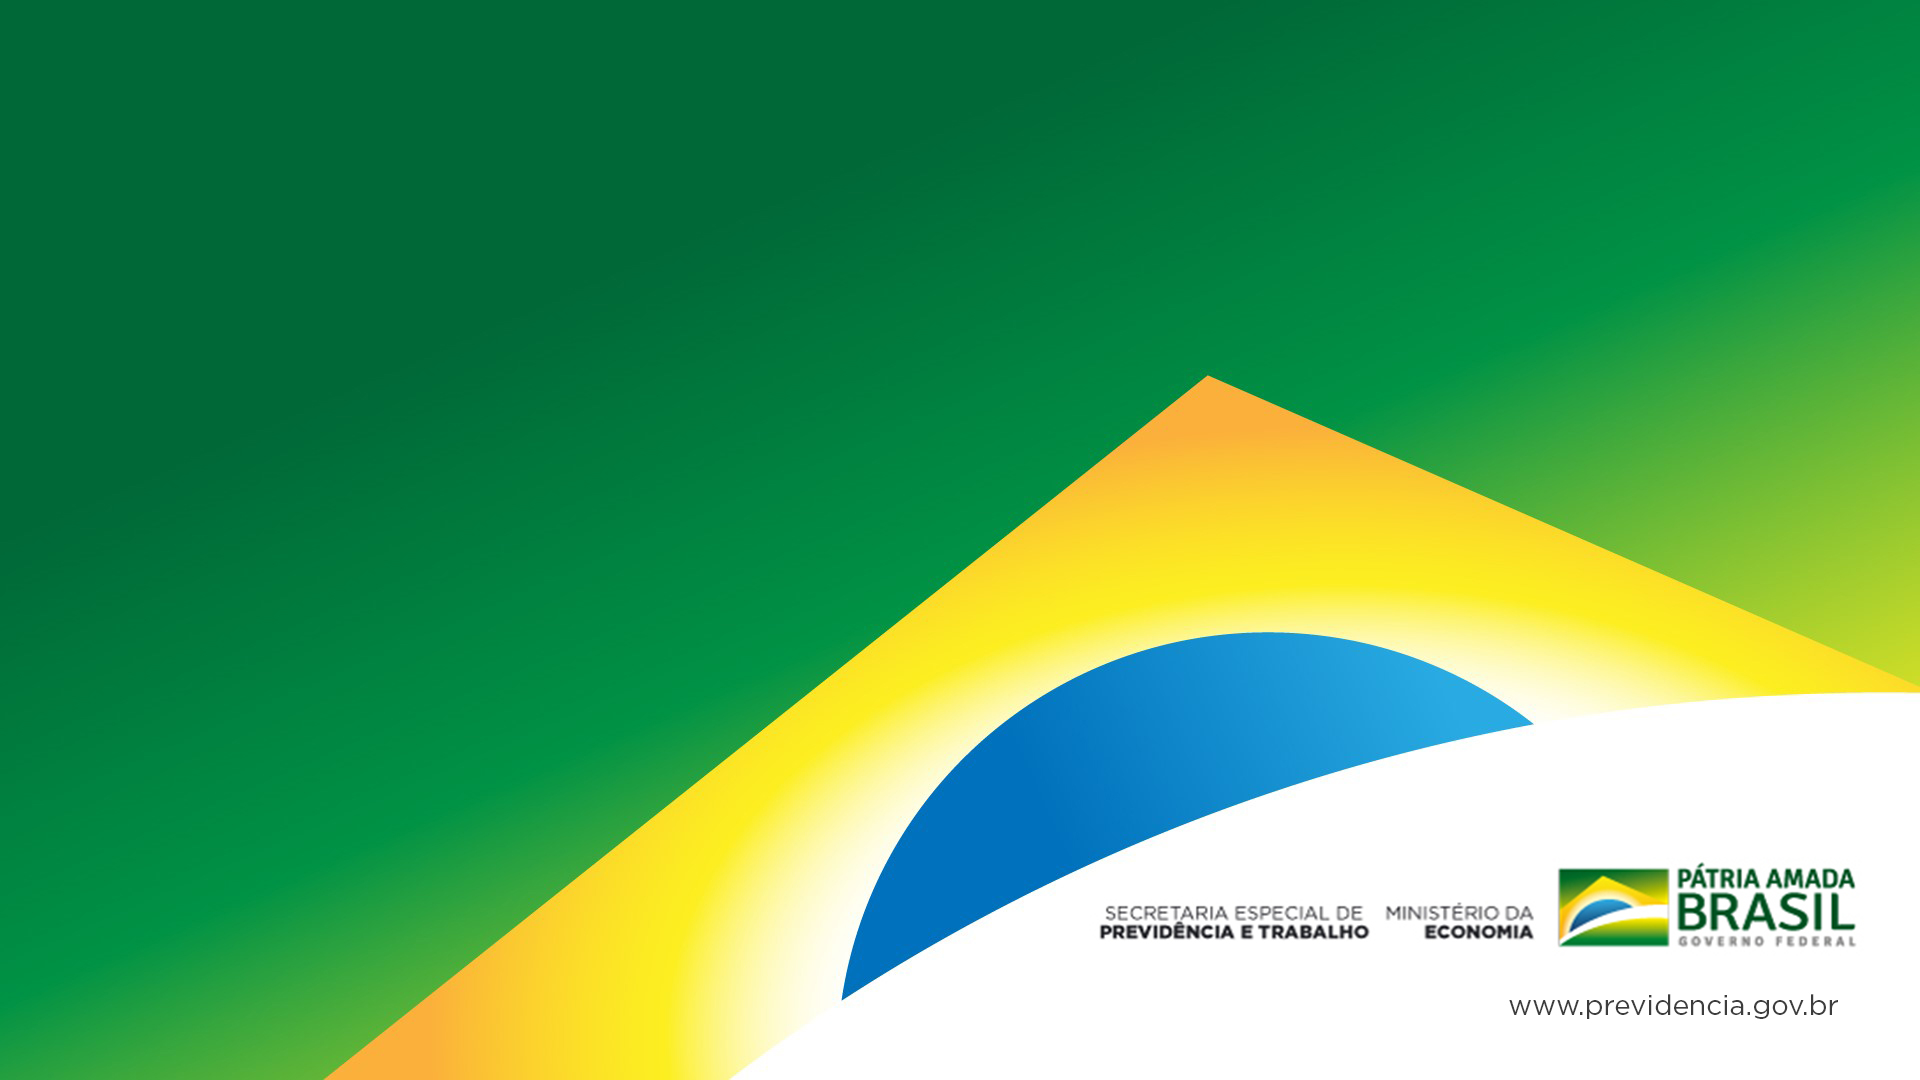 SECRETARIA ESPECIAL DE
PREVIDÊNCIA E TRABALHO
MINISTÉRIO DA
ECONOMIA
PÁTRIA AMADA
BRASIL
GOVERNO FEDERAL
www.previdencia.gov.br